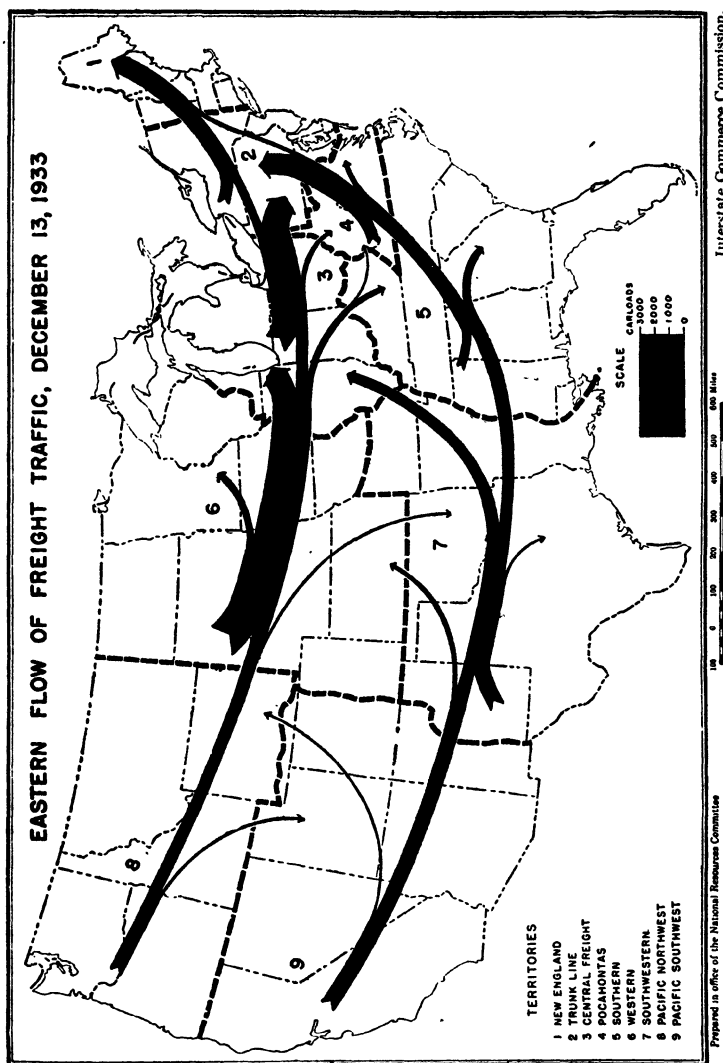 EASTERN FLOW OF FREIGHT TRAFFIC, DECEMBER 13, 1933
1
2
3
4
5
6
7
8
9
TERRITORIES
1 NEW ENGLAND
2 TRUNK LINE
3 CENTRAL FREIGHT
4 POCAHONTAS
5 SOUTHERN
6 WESTERN
7 SOUTHWESTERN
8 PACIFIC NORTHWEST
9 PACIFIC SOUTHWEST
SCALE
CARLOADS
3000
2000
1000
0
100 0 100 200 300 400 500 600 Miles
Prepared in office of the National Resources Committee
Interstate Commerce Commission.